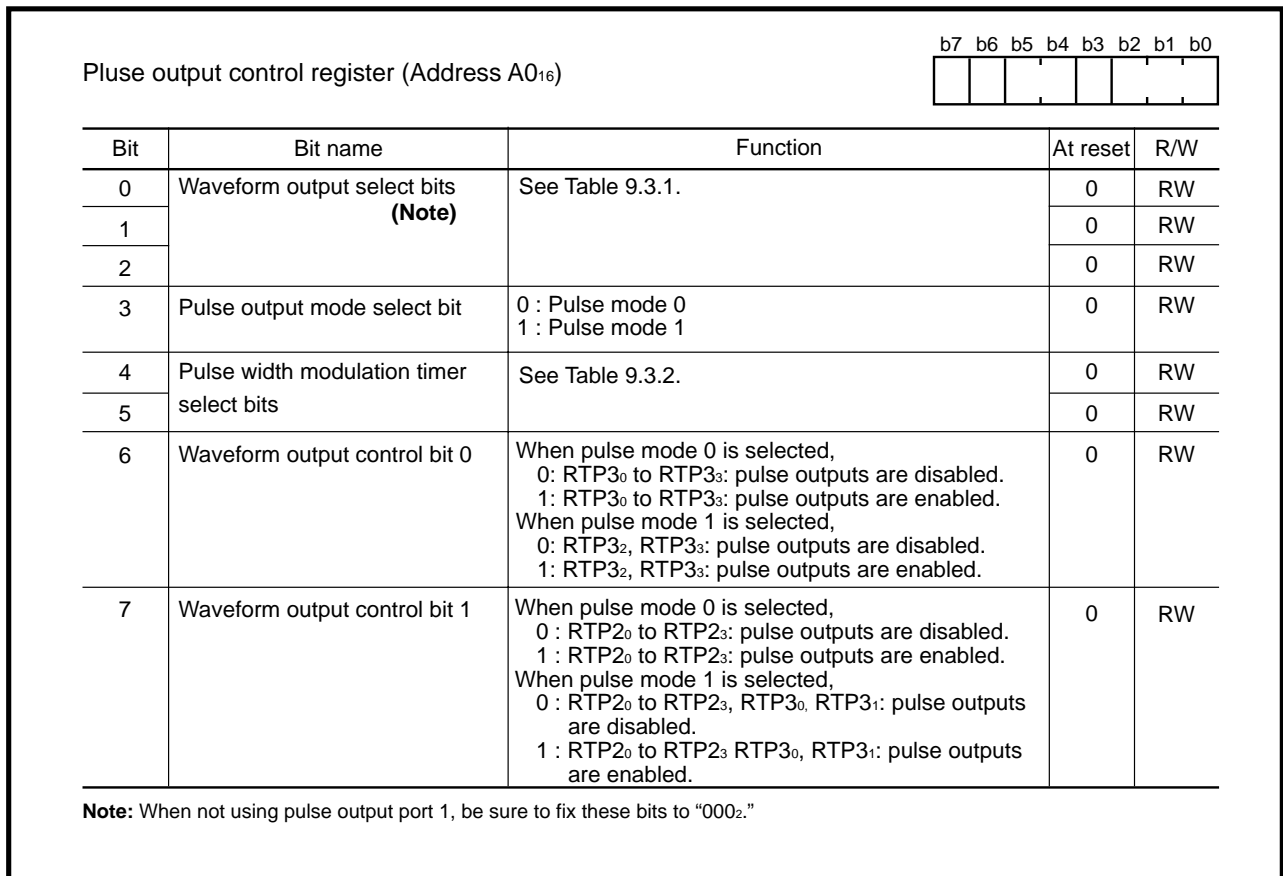 b7 b6 b5 b4 b3 b2 b1 b0
Pluse output control register (Address A0₁₆)
Bit Bit name Function At reset R/W
0 Waveform output select bits See Table 9.3.1. 0 RW
(Note)
1 0 RW
2 0 RW
3 Pulse output mode select bit 0 : Pulse mode 0 0 RW
1 : Pulse mode 1
4 Pulse width modulation timer See Table 9.3.2. 0 RW
5 select bits 0 RW
6 Waveform output control bit 0 When pulse mode 0 is selected, 0 RW
0: RTP3₀ to RTP3₃: pulse outputs are disabled.
1: RTP3₀ to RTP3₃: pulse outputs are enabled.
When pulse mode 1 is selected,
0: RTP3₂, RTP3₃: pulse outputs are disabled.
1: RTP3₂, RTP3₃: pulse outputs are enabled.
7 Waveform output control bit 1 When pulse mode 0 is selected, 0 RW
0 : RTP2₀ to RTP2₃: pulse outputs are disabled.
1 : RTP2₀ to RTP2₃: pulse outputs are enabled.
When pulse mode 1 is selected,
0 : RTP2₀ to RTP2₃, RTP3₀, RTP3₁: pulse outputs
are disabled.
1 : RTP2₀ to RTP2₃ RTP3₀, RTP3₁: pulse outputs
are enabled.
Note: When not using pulse output port 1, be sure to fix these bits to “000₂.”